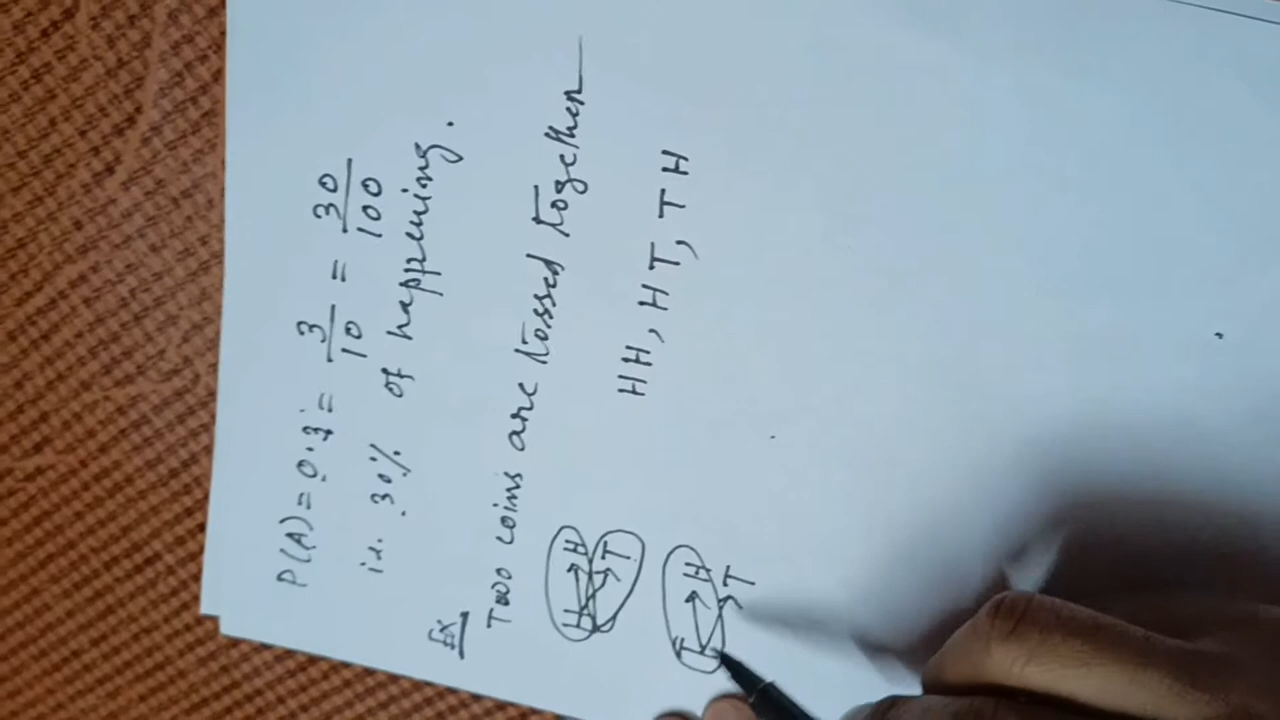 P(A) = 0.3 = 3/10 = 30/100
i.e. 30% of happening.
Ex
Two coins are tossed together
H → H
→ T
HH, HT, TH
T → H
→ T